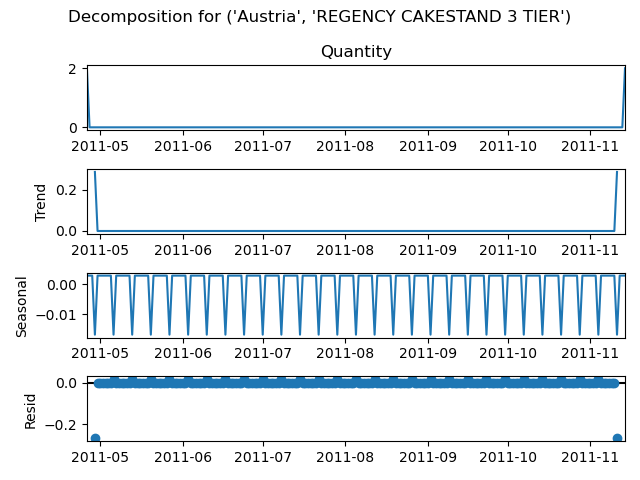 Decomposition for ('Austria', 'REGENCY CAKESTAND 3 TIER')
Quantity
2
0
2011-05 2011-06 2011-07 2011-08 2011-09 2011-10 2011-11
Trend
0.2
0.0
2011-05 2011-06 2011-07 2011-08 2011-09 2011-10 2011-11
Seasonal
0.00
−0.01
2011-05 2011-06 2011-07 2011-08 2011-09 2011-10 2011-11
Resid
0.0
−0.2
2011-05 2011-06 2011-07 2011-08 2011-09 2011-10 2011-11